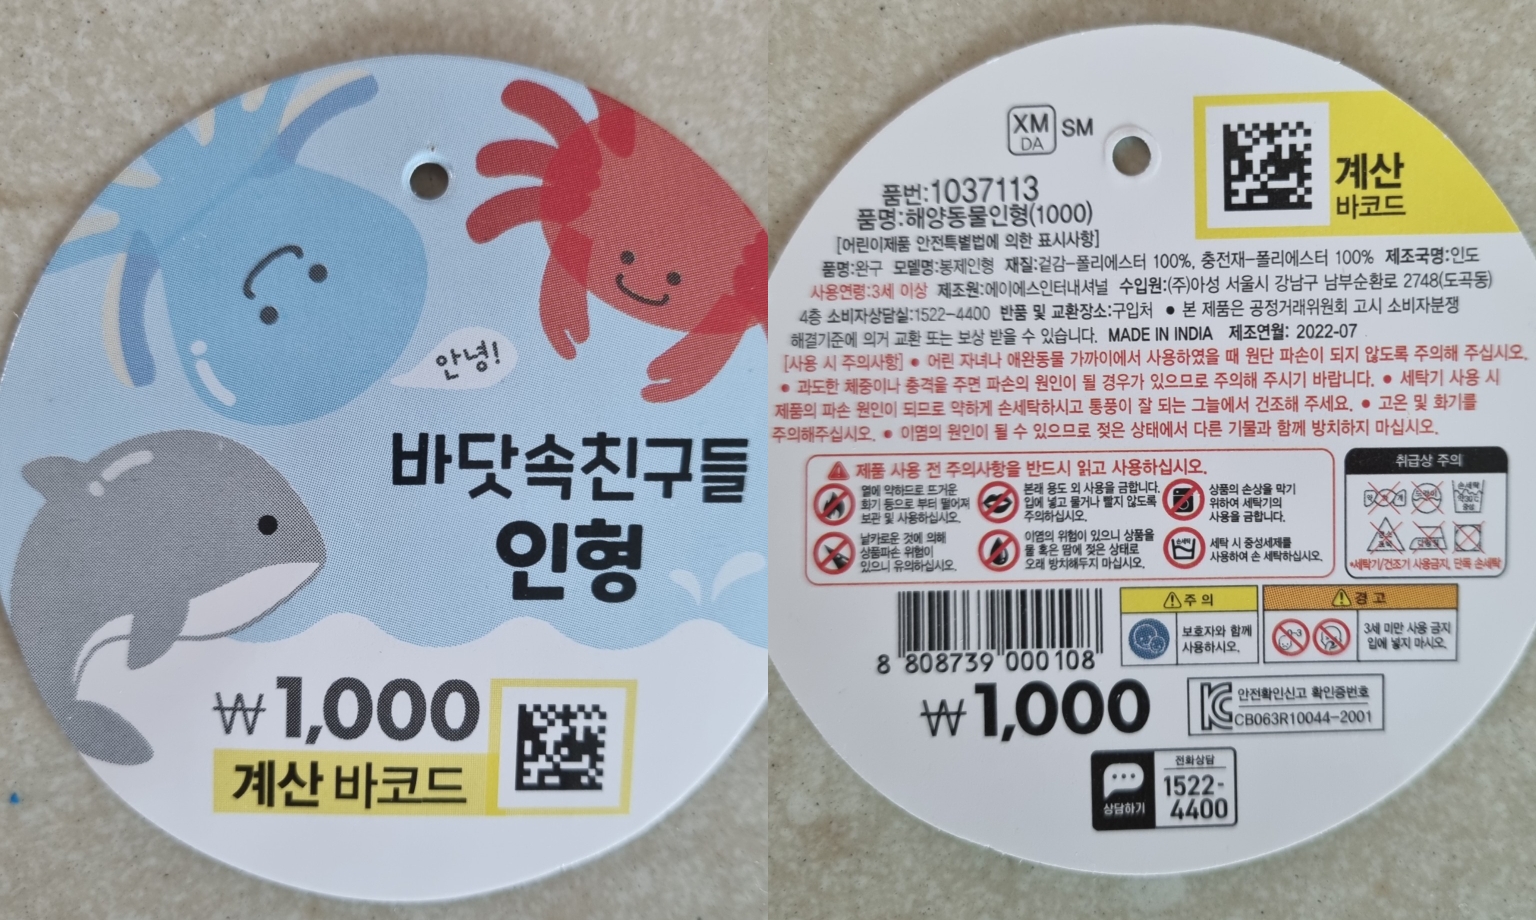 안녕!
바닷속친구들
인형
₩1,000
계산 바코드
XM
DA
SM
계산
바코드
품번:1037113
품명:해양동물인형(1000)
[어린이제품 안전특별법에 의한 표시사항]
품명:완구 모델명:봉제인형 재질:겉감-폴리에스터 100%, 충전재-폴리에스터 100% 제조국명:인도
사용연령:3세 이상 제조원:에이에스인터내셔널 수입원:(주)아성 서울시 강남구 남부순환로 2748(도곡동)
4층 소비자상담실:1522-4400 반품 및 교환장소:구입처 • 본 제품은 공정거래위원회 고시 소비자분쟁
해결기준에 의거 교환 또는 보상 받을 수 있습니다. MADE IN INDIA 제조연월: 2022-07
[사용 시 주의사항] • 어린 자녀나 애완동물 가까이에서 사용하였을 때 원단 파손이 되지 않도록 주의해 주십시오.
• 과도한 체중이나 충격을 주면 파손의 원인이 될 경우가 있으므로 주의해 주시기 바랍니다. • 세탁기 사용 시
제품의 파손 원인이 되므로 약하게 손세탁하시고 통풍이 잘 되는 그늘에서 건조해 주세요. • 고온 및 화기를
주의해주십시오. • 이염의 원인이 될 수 있으므로 젖은 상태에서 다른 기물과 함께 방치하지 마십시오.
제품 사용 전 주의사항을 반드시 읽고 사용하십시오.
열에 약하므로 뜨거운
화기 등으로 부터 떨어져
보관 및 사용하십시오.
본래 용도 외 사용을 금합니다.
입에 넣고 물거나 빨지 않도록
주의하십시오.
상품의 손상을 막기
위하여 세탁기의
사용을 금합니다.
날카로운 것에 의해
상품파손 위험이
있으니 유의하십시오.
이염의 위험이 있으니 상품을
물 혹은 땀에 젖은 상태로
오래 방치해두지 마십시오.
손세탁
세탁 시 중성세제를
사용하여 손 세탁하십시오.
취급상 주의
손세탁
약30℃
중성
*세탁기/건조기 사용금지, 단독 손세탁
8 808739 000108
주 의
보호자와 함께
사용하시오.
경 고
0-3
3세 미만 사용 금지
입에 넣지 마시오.
₩1,000
안전확인신고 확인증번호
CB063R10044-2001
상담하기
전화상담
1522-
4400